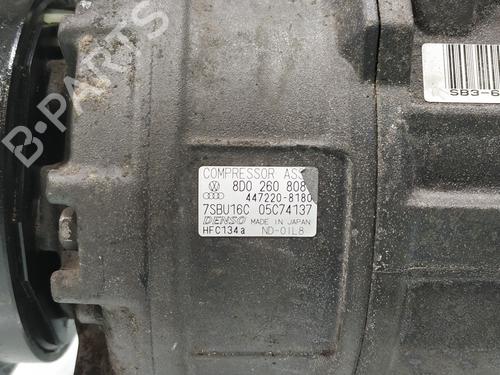 B-PARTS
SB3-6
COMPRESSOR ASS
8D0 260 808
447220-8180
7SBU16C 05C74137
DENSO MADE IN JAPAN
HFC134a ND-OIL8